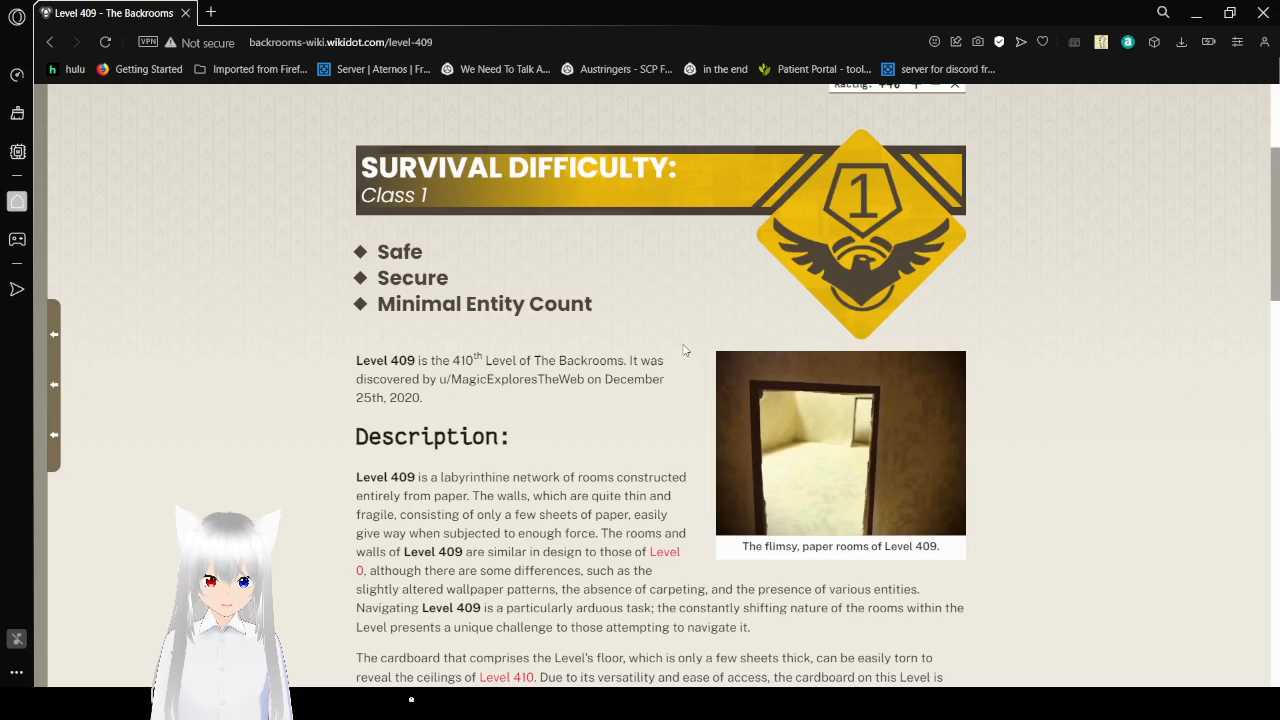 Level 409 - The Backrooms
VPN Not secure backrooms-wiki.wikidot.com/level-409
hulu Getting Started Imported from Firef... Server | Aternos | Fr... We Need To Talk A... Austringers - SCP F... in the end Patient Portal - tool... server for discord fr...
Rating: +46 + – ×
SURVIVAL DIFFICULTY:
Class 1
1
Safe
Secure
Minimal Entity Count
Level 409 is the 410th Level of The Backrooms. It was
discovered by u/MagicExploresTheWeb on December
25th, 2020.
Description:
Level 409 is a labyrinthine network of rooms constructed
entirely from paper. The walls, which are quite thin and
fragile, consisting of only a few sheets of paper, easily
give way when subjected to enough force. The rooms and
walls of Level 409 are similar in design to those of Level
0, although there are some differences, such as the
The flimsy, paper rooms of Level 409.
slightly altered wallpaper patterns, the absence of carpeting, and the presence of various entities.
Navigating Level 409 is a particularly arduous task; the constantly shifting nature of the rooms within the
Level presents a unique challenge to those attempting to navigate it.
The cardboard that comprises the Level's floor, which is only a few sheets thick, can be easily torn to
reveal the ceilings of Level 410. Due to its versatility and ease of access, the cardboard on this Level is